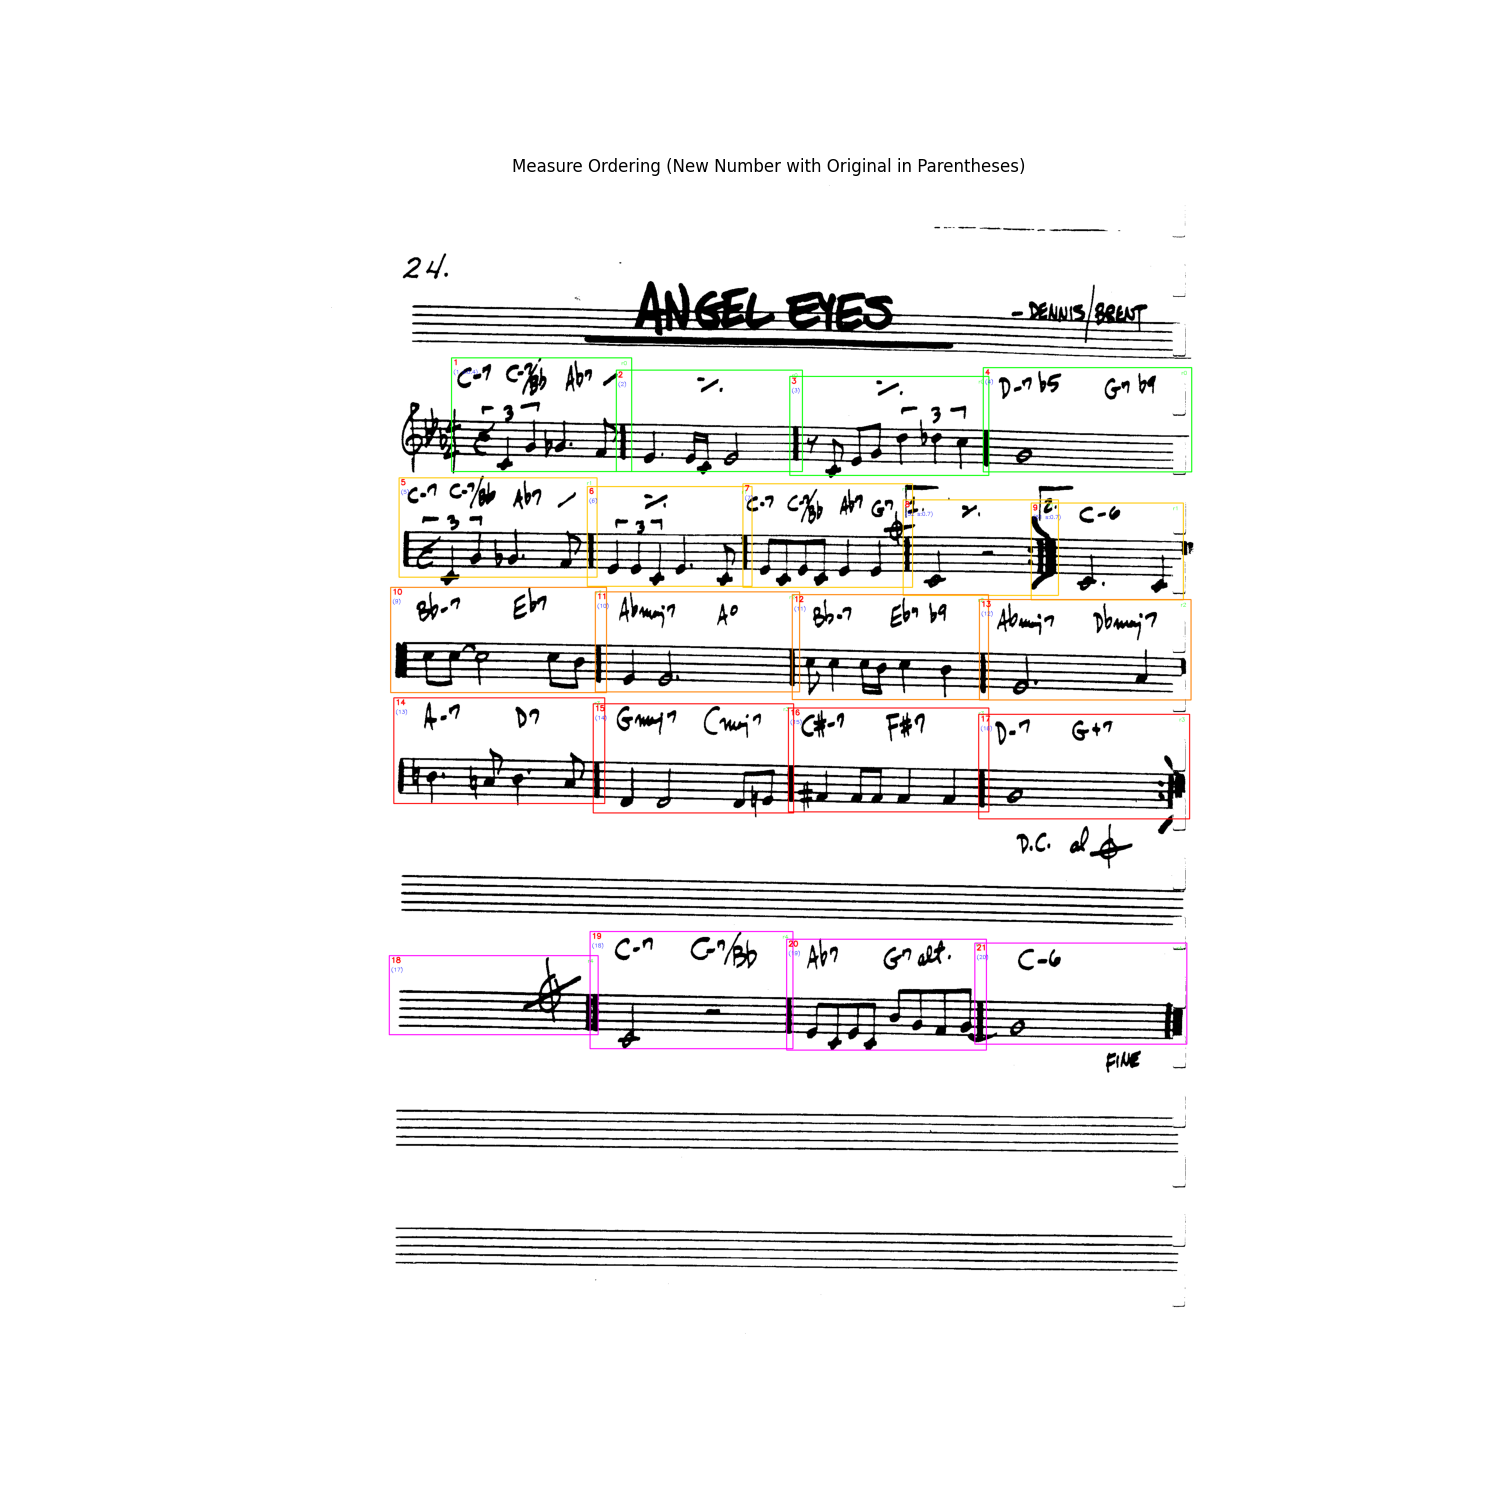 Measure Ordering (New Number with Original in Parentheses)
24.
ANGEL EYES
- DENNIS/BRENT
1 2 3 4
(2) (3) (4)
C-7 C-7/Bb Ab7 D-7 b5 G7 b9
3 3
5 6 7 9
(5) (6)
C-7 C-7/Bb Ab7 C-7 C-7/Bb Ab7 G7 1. 2. C-6
3 3
10 11 12 13
(9) (10) (11) (12)
Bb-7 Eb7 Abmaj7 A° Bb-7 Eb7 b9 Abmaj7 Dbmaj7
14 15 16 17
(13) (14) (15) (16)
A-7 D7 Gmaj7 Cmaj7 C#-7 F#7 D-7 G+7
D.C. al
18 19 20 21
(17) (18) (19) (20)
C-7 C-7/Bb Ab7 G7 alt. C-6
FINE